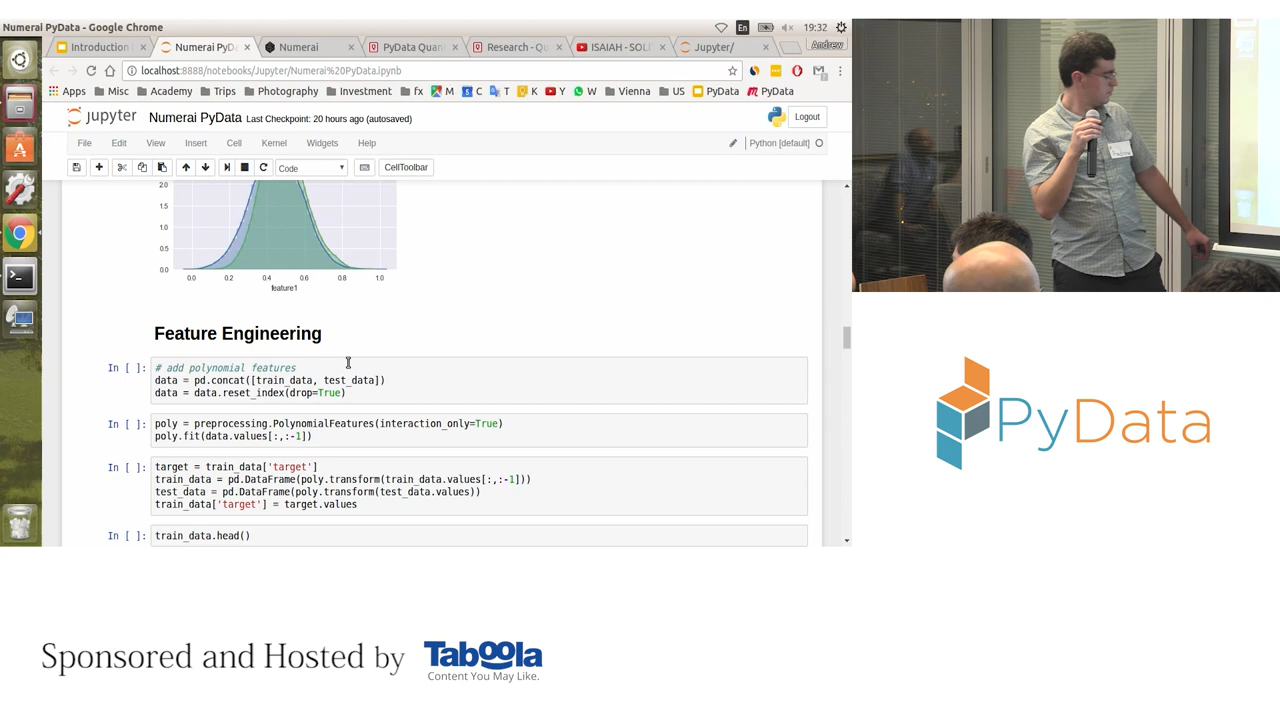 Numerai PyData - Google Chrome
En
19:32
Introduction
Numerai PyDa
Numerai
PyData Quan
Research - Qu
ISAIAH - SOLI
Jupyter/
Andrew
localhost:8888/notebooks/Jupyter/Numerai%20PyData.ipynb
Apps Misc Academy Trips Photography Investment fx M C T K Y W Vienna US PyData PyData
jupyter Numerai PyData Last Checkpoint: 20 hours ago (autosaved)
Logout
File Edit View Insert Cell Kernel Widgets Help
Python [default]
Code
CellToolbar
2.0
1.5
1.0
0.5
0.0
0.0 0.2 0.4 0.6 0.8 1.0
feature1
Feature Engineering
In [ ]: # add polynomial features
data = pd.concat([train_data, test_data])
data = data.reset_index(drop=True)
In [ ]: poly = preprocessing.PolynomialFeatures(interaction_only=True)
poly.fit(data.values[:,:-1])
In [ ]: target = train_data['target']
train_data = pd.DataFrame(poly.transform(train_data.values[:,:-1]))
test_data = pd.DataFrame(poly.transform(test_data.values))
train_data['target'] = target.values
In [ ]: train_data.head()
PyData
Sponsored and Hosted by
Taboola
Content You May Like.